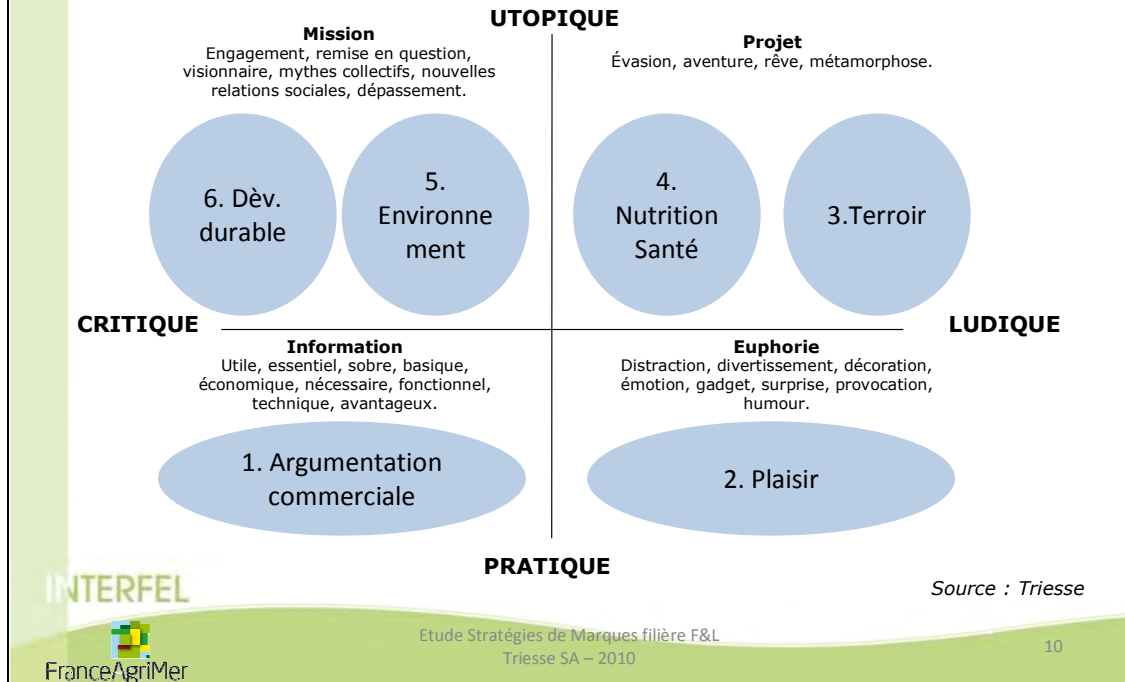 UTOPIQUE
Mission
Engagement, remise en question,
visionnaire, mythes collectifs, nouvelles
relations sociales, dépassement.
Projet
Évasion, aventure, rêve, métamorphose.
6. Dèv.
durable
5.
Environne
ment
4.
Nutrition
Santé
3.Terroir
CRITIQUE
LUDIQUE
Information
Utile, essentiel, sobre, basique,
économique, nécessaire, fonctionnel,
technique, avantageux.
Euphorie
Distraction, divertissement, décoration,
émotion, gadget, surprise, provocation,
humour.
1. Argumentation
commerciale
2. Plaisir
PRATIQUE
INTERFEL
Source : Triesse
Etude Stratégies de Marques filière F&L
Triesse SA – 2010
10
FranceAgriMer